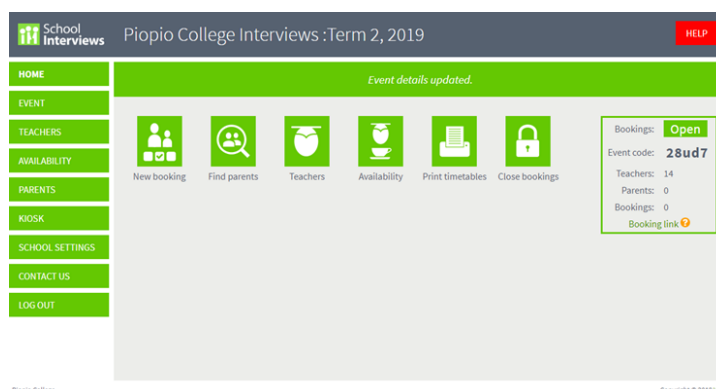 School
Interviews
Piopio College Interviews :Term 2, 2019
HELP
HOME
EVENT
TEACHERS
AVAILABILITY
PARENTS
KIOSK
SCHOOL SETTINGS
CONTACT US
LOG OUT
Event details updated.
New booking
Find parents
Teachers
Availability
Print timetables
Close bookings
Bookings: Open
Event code: 28ud7
Teachers: 14
Parents: 0
Bookings: 0
Booking link ?